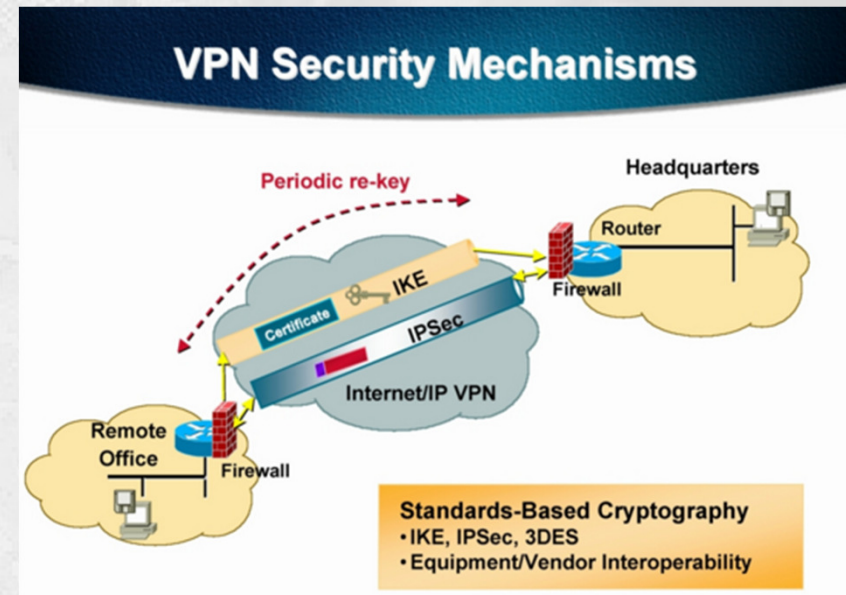 VPN Security Mechanisms
Headquarters
Periodic re-key
Router
IKE
Firewall
Certificate
IPSec
Internet/IP VPN
Remote
Office
Firewall
Standards-Based Cryptography
•IKE, IPSec, 3DES
•Equipment/Vendor Interoperability